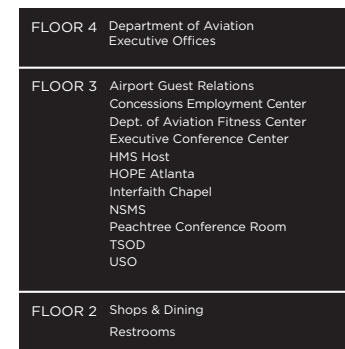 FLOOR 4 Department of Aviation
Executive Offices
FLOOR 3 Airport Guest Relations
Concessions Employment Center
Dept. of Aviation Fitness Center
Executive Conference Center
HMS Host
HOPE Atlanta
Interfaith Chapel
NSMS
Peachtree Conference Room
TSOD
USO
FLOOR 2 Shops & Dining
Restrooms